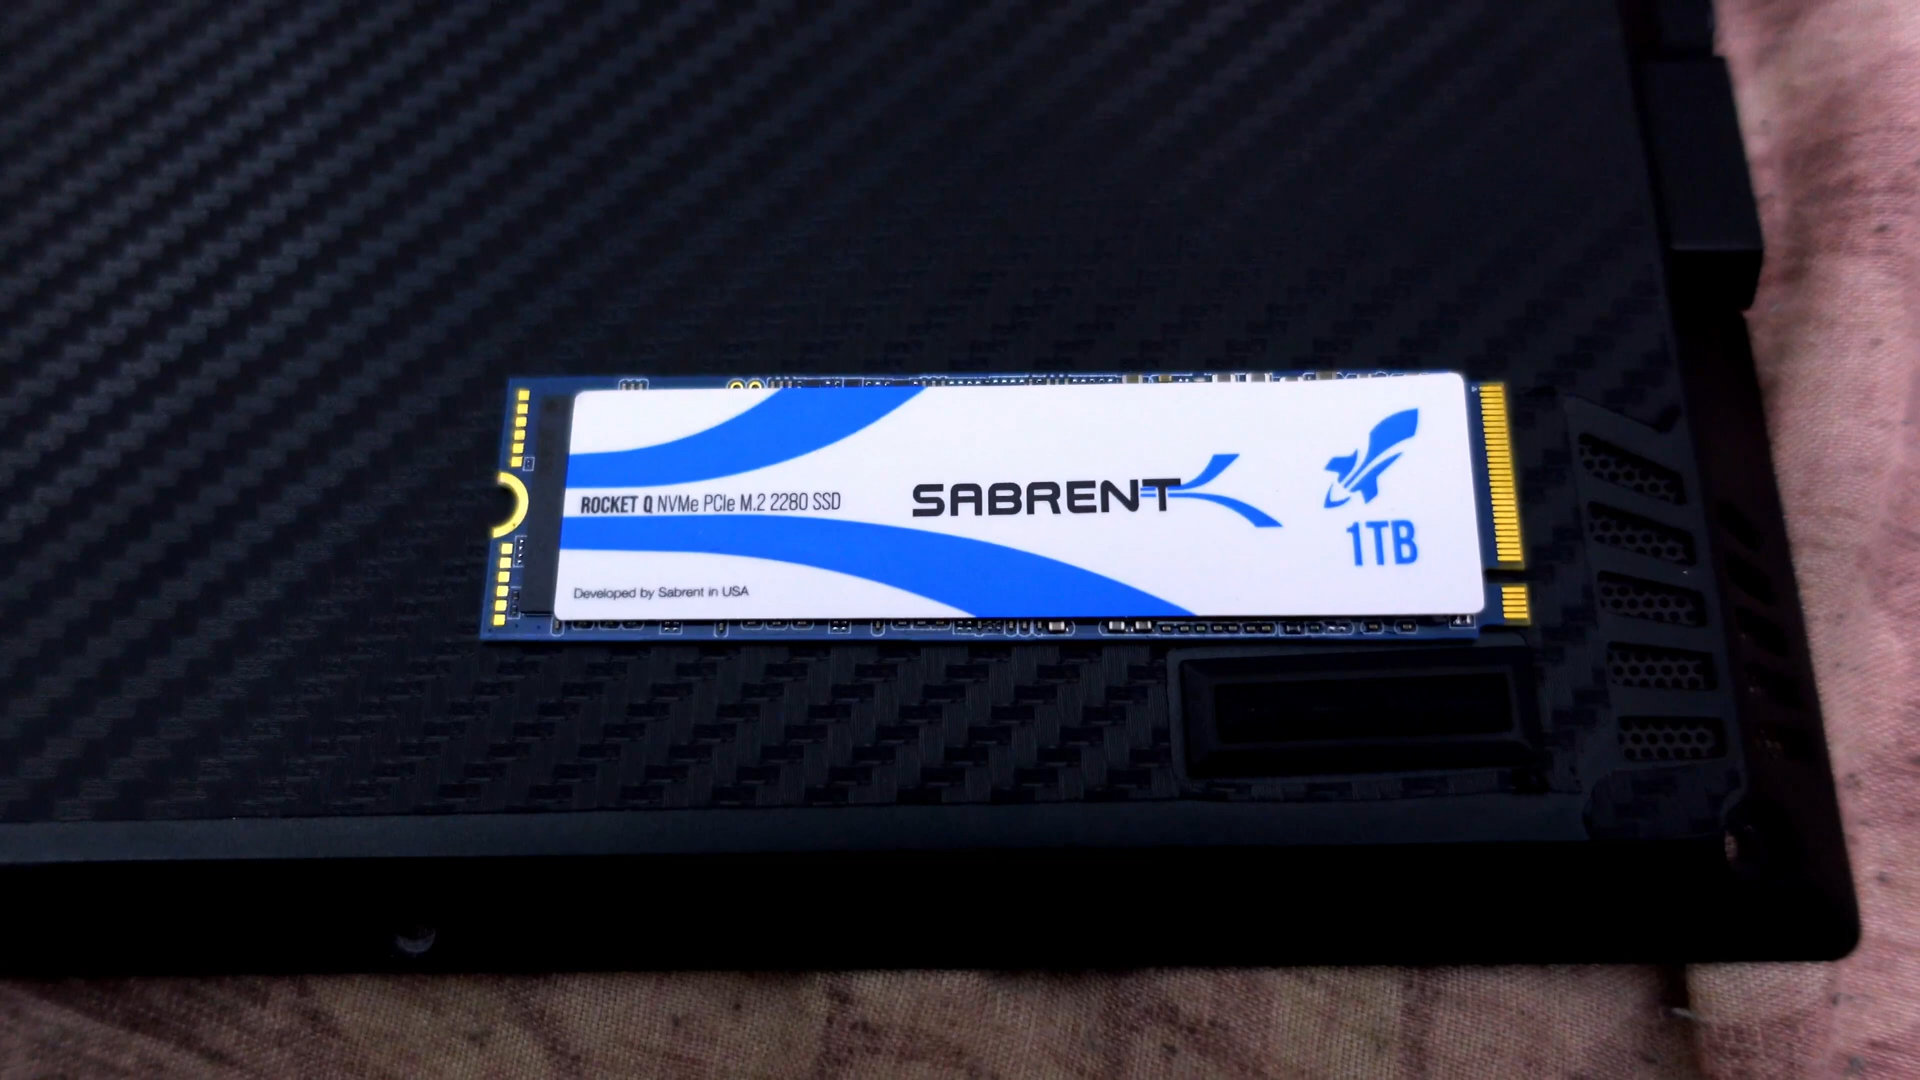 ROCKET Q NVMe PCIe M.2 2280 SSD
SABRENT
1TB
Developed by Sabrent in USA